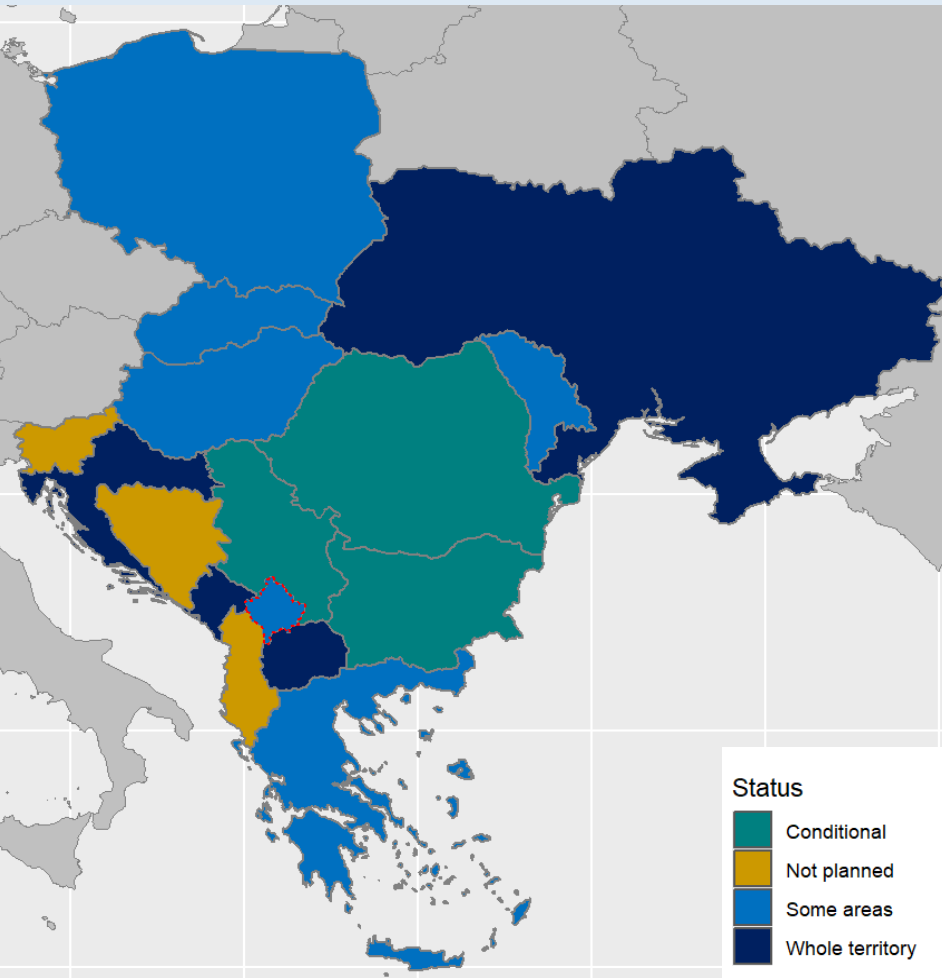 Status
Conditional
Not planned
Some areas
Whole territory